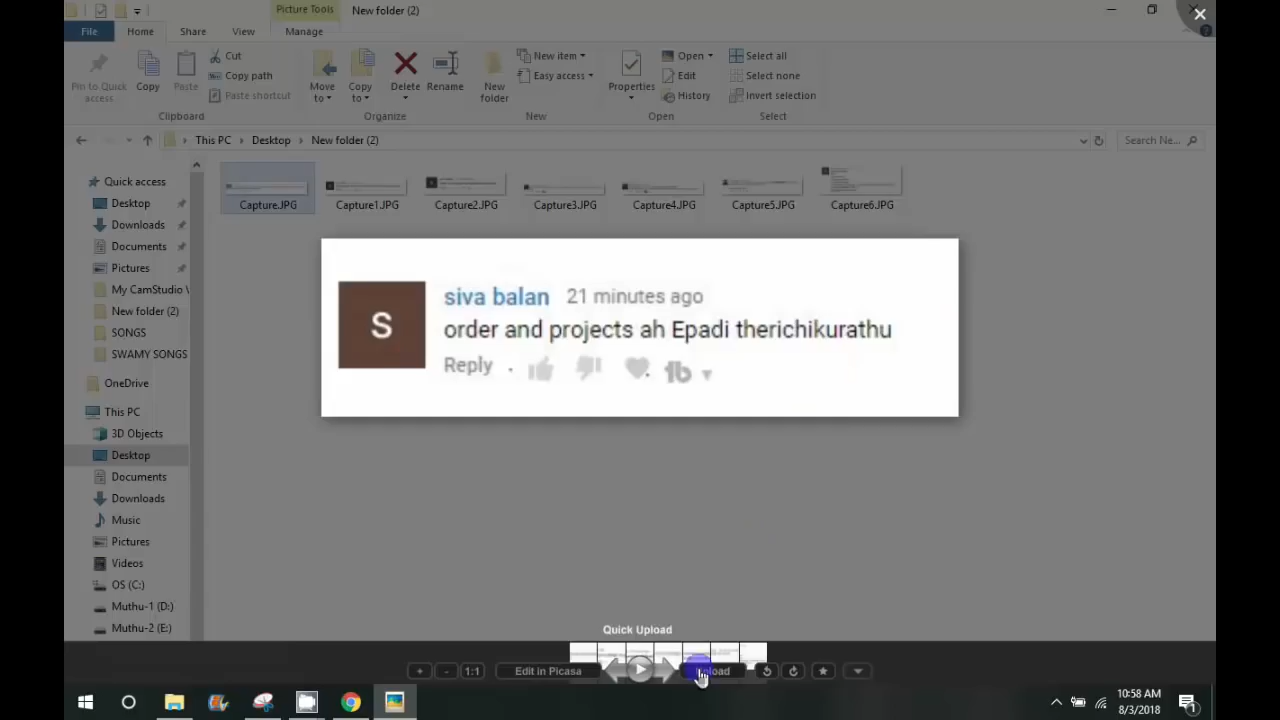 Picture Tools
New folder (2)
File
Home
Share
View
Manage
Pin to Quick access
Copy
Paste
Cut
Copy path
Paste shortcut
Clipboard
Move to
Copy to
Delete
Rename
Organize
New folder
New item
Easy access
New
Properties
Open
Edit
History
Open
Select all
Select none
Invert selection
Select
This PC
Desktop
New folder (2)
Search Ne...
Quick access
Desktop
Downloads
Documents
Pictures
My CamStudio
New folder (2)
SONGS
SWAMY SONGS
OneDrive
This PC
3D Objects
Desktop
Documents
Downloads
Music
Pictures
Videos
OS (C:)
Muthu-1 (D:)
Muthu-2 (E:)
Capture.JPG
Capture1.JPG
Capture2.JPG
Capture3.JPG
Capture4.JPG
Capture5.JPG
Capture6.JPG
S
siva balan 21 minutes ago
order and projects ah Epadi therichikurathu
Reply
Quick Upload
+ - 1:1
Edit in Picasa
10:58 AM
8/3/2018